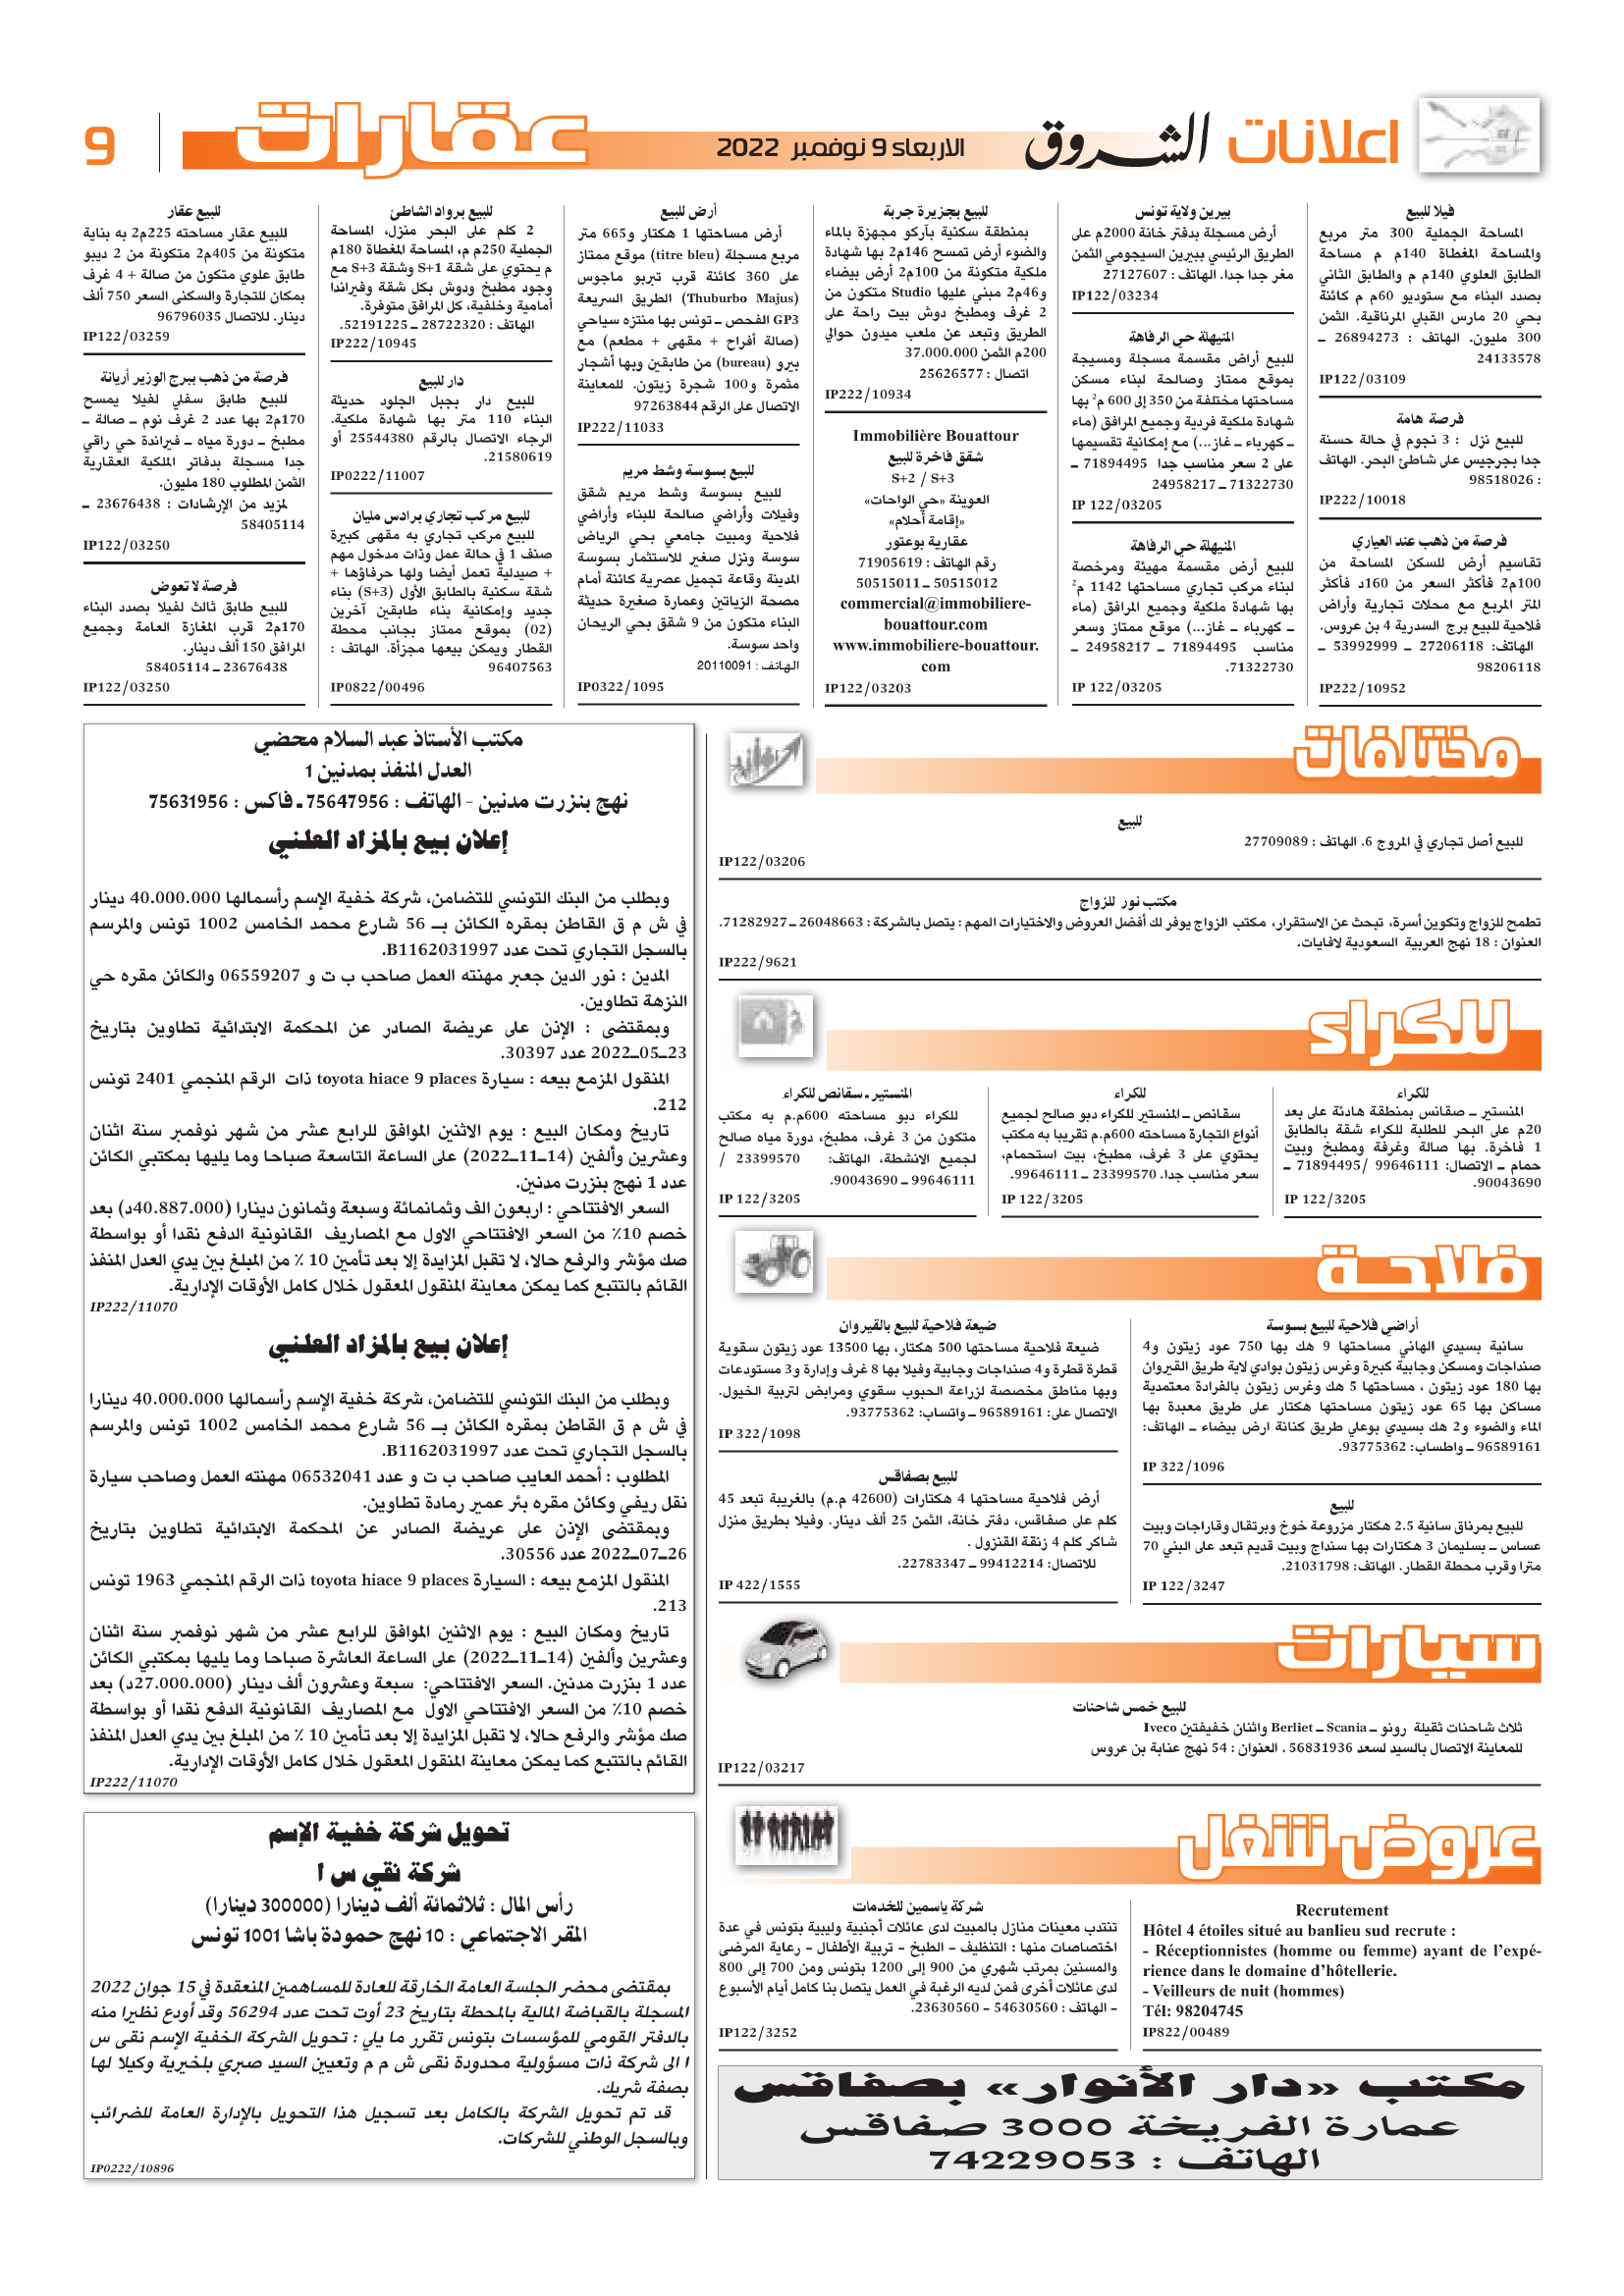 اعلانات الشروق
الاربعاء 9 نوفمبر 2022
عقارات
9
فيلا للبيع
المساحة الجملية 300 متر مربع
والمساحة المغطاة 140م م مساحة
الطابق العلوي 140م م والطابق الثاني
بصدد البناء مع ستوديو 60م م كائنة
بحي 20 مارس القبلي المرناقية. الثمن
300 مليون. الهاتف : 26894273 ــ
24133578
IP122/03109
فرصة هامة
للبيع نزل : 3 نجوم في حالة حسنة
جدا بجرجيس على شاطئ البحر. الهاتف
: 98518026
IP222/10018
فرصة من ذهب عند العياري
تقاسيم أرض للسكن المساحة من
100م2 فأكثر السعر من 160د فأكثر
المتر المربع مع محلات تجارية وأراض
فلاحية للبيع برج السدرية 4 بن عروس.
الهاتف: 27206118 ــ 53992999 ــ
98206118
IP222/10952
بيرين ولاية تونس
أرض مسجلة بدفتر خانة 2000م على
الطريق الرئيسي ببيرين السيجومي الثمن
مغر جدا جدا. الهاتف : 27127607
IP122/03234
المنيهلة حي الرفاهة
للبيع أراض مقسمة مسجلة ومسيجة
بموقع ممتاز وصالحة لبناء مسكن
مساحتها مختلفة من 350 إلى 600 م² بها
شهادة ملكية فردية وجميع المرافق (ماء
ــ كهرباء ــ غاز...) مع إمكانية تقسيمها
على 2 سعر مناسب جدا 71894495 ــ
71322730 ــ 24958217
IP 122/03205
المنيهلة حي الرفاهة
للبيع أرض مقسمة مهيئة ومرخصة
لبناء مركب تجاري مساحتها 1142 م²
بها شهادة ملكية وجميع المرافق (ماء
ــ كهرباء ــ غاز...) موقع ممتاز وسعر
مناسب 71894495 ــ 24958217 ــ
71322730.
IP 122/03205
للبيع بجزيرة جربة
بمنطقة سكنية بآركو مجهزة بالماء
والضوء أرض تمسح 146م2 بها شهادة
ملكية متكونة من 100م2 أرض بيضاء
و46م2 مبني عليها Studio متكون من
2 غرف ومطبخ دوش بيت راحة على
الطريق وتبعد عن ملعب ميدون حوالي
200م الثمن 37.000.000
اتصال : 25626577
IP222/10934
Immobilière Bouattour
شقق فاخرة للبيع
S+2 / S+3
العوينة «حي الواحات»
«إقامة أحلام»
عقارية بوعتور
رقم الهاتف : 71905619
50515012 ــ 50515011
commercial@immobiliere-
bouattour.com
www.immobiliere-bouattour.
com
IP122/03203
أرض للبيع
أرض مساحتها 1 هكتار و665 متر
مربع مسجلة (titre bleu) موقع ممتاز
على 360 كائنة قرب تبربو ماجوس
(Thuburbo Majus) الطريق السريعة
GP3 الفحص ــ تونس بها منتزه سياحي
(صالة أفراح + مقهى + مطعم) مع
بيرو (bureau) من طابقين وبها أشجار
مثمرة و100 شجرة زيتون. للمعاينة
الاتصال على الرقم 97263844
IP222/11033
للبيع بسوسة وشط مريم
للبيع بسوسة وشط مريم شقق
وفيلات وأراضي صالحة للبناء وأراضي
فلاحية ومبيت جامعي بحي الرياض
سوسة ونزل صغير للاستثمار بسوسة
المدينة وقاعة تجميل عصرية كائنة أمام
مصحة الزياتين وعمارة صغيرة حديثة
البناء متكون من 9 شقق بحي الريحان
واحد سوسة.
الهاتف : 20110091
IP0322/1095
للبيع برواد الشاطئ
2 كلم على البحر منزل، المساحة
الجملية 250م م، المساحة المغطاة 180م
م يحتوي على شقة S+1 وشقة S+3 مع
وجود مطبخ ودوش بكل شقة وفيراندا
أمامية وخلفية، كل المرافق متوفرة.
الهاتف : 28722320 ــ 52191225.
IP222/10945
دار للبيع
للبيع دار بجبل الجلود حديثة
البناء 110 متر بها شهادة ملكية.
الرجاء الاتصال بالرقم 25544380 أو
21580619.
IP0222/11007
للبيع مركب تجاري برادس مليان
للبيع مركب تجاري به مقهى كبيرة
صنف 1 في حالة عمل وذات مدخول مهم
+ صيدلية تعمل أيضا ولها حرفاؤها +
شقة سكنية بالطابق الأول (S+3) بناء
جديد وإمكانية بناء طابقين آخرين
(02) بموقع ممتاز بجانب محطة
القطار ويمكن بيعها مجزأة. الهاتف :
96407563
IP0822/00496
للبيع عقار
للبيع عقار مساحته 225م2 به بناية
متكونة من 405م2 متكونة من 2 ديبو
طابق علوي متكون من صالة + 4 غرف
بمكان للتجارة والسكنى السعر 750 ألف
دينار. للاتصال 96796035
IP122/03259
فرصة من ذهب ببرج الوزير أريانة
للبيع طابق سفلي لفيلا يمسح
170م2 بها عدد 2 غرف نوم ــ صالة ــ
مطبخ ــ دورة مياه ــ فيراندة حي راقي
جدا مسجلة بدفاتر الملكية العقارية
الثمن المطلوب 180 مليون.
لمزيد من الإرشادات : 23676438 ــ
58405114
IP122/03250
فرصة لا تعوض
للبيع طابق ثالث لفيلا بصدد البناء
170م2 قرب المغازة العامة وجميع
المرافق 150 ألف دينار.
23676438 ــ 58405114
IP122/03250
مختلفات
للبيع
للبيع أصل تجاري في المروج 6. الهاتف : 27709089
IP122/03206
مكتب نور للزواج
تطمح للزواج وتكوين أسرة، تبحث عن الاستقرار، مكتب الزواج يوفر لك أفضل العروض والاختيارات المهم : يتصل بالشركة : 26048663 ــ 71282927.
العنوان : 18 نهج العربية السعودية لافايات.
IP222/9621
للكراء
للكراء
المنستير ــ صقانس بمنطقة هادئة على بعد
20م على البحر للطلبة للكراء شقة بالطابق
1 فاخرة. بها صالة وغرفة ومطبخ وبيت
حمام ــ الاتصال: 99646111 /71894495 ــ
90043690.
IP 122/3205
للكراء
سقانص ــ المنستير للكراء دبو صالح لجميع
أنواع التجارة مساحته 600م.م تقريبا به مكتب
يحتوي على 3 غرف، مطبخ، بيت استحمام،
سعر مناسب جدا. 23399570 ــ 99646111.
IP 122/3205
المنستير ـ سقانص للكراء
للكراء دبو مساحته 600م.م به مكتب
متكون من 3 غرف، مطبخ، دورة مياه صالح
لجميع الانشطة، الهاتف: 23399570 /
99646111 ــ 90043690.
IP 122/3205
فلاحة
أراضي فلاحية للبيع بسوسة
سانية بسيدي الهاني مساحتها 9 هك بها 750 عود زيتون و4
صنداجات ومسكن وجابية كبيرة وغرس زيتون بوادي لاية طريق القيروان
بها 180 عود زيتون ، مساحتها 5 هك وغرس زيتون بالفرادة معتمدية
مساكن بها 65 عود زيتون مساحتها هكتار على طريق معبدة بها
الماء والضوء و2 هك بسيدي بوعلي طريق كنانة ارض بيضاء ــ الهاتف:
96589161 ــ واطساب: 93775362.
IP 322/1096
للبيع
للبيع بمرناق سانية 2.5 هكتار مزروعة خوخ وبرتقال وقاراجات وبيت
عساس ــ بسليمان 3 هكتارات بها سنداج وبيت قديم تبعد على البني 70
مترا وقرب محطة القطار. الهاتف: 21031798.
IP 122/3247
ضيعة فلاحية للبيع بالقيروان
ضيعة فلاحية مساحتها 500 هكتار، بها 13500 عود زيتون سقوية
قطرة قطرة و4 صنداجات وجابية وفيلا بها 8 غرف وإدارة و3 مستودعات
وبها مناطق مخصصة لزراعة الحبوب سقوي ومرابض لتربية الخيول.
الاتصال على: 96589161 ــ واتساب: 93775362.
IP 322/1098
للبيع بصفاقس
أرض فلاحية مساحتها 4 هكتارات (42600 م.م) بالغريبة تبعد 45
كلم على صفاقس، دفتر خانة، الثمن 25 ألف دينار. وفيلا بطريق منزل
شاكر كلم 4 زنقة القنزول .
للاتصال: 99412214 ــ 22783347.
IP 422/1555
سيارات
للبيع خمس شاحنات
ثلاث شاحنات ثقيلة رونو ــ Berliet ــ Scania واثنان خفيفتين Iveco
للمعاينة الاتصال بالسيد لسعد 56831936 . العنوان : 54 نهج عنابة بن عروس
IP122/03217
عروض شغل
Recrutement
Hôtel 4 étoiles situé au banlieu sud recrute :
- Réceptionnistes (homme ou femme) ayant de l’expé-
rience dans le domaine d’hôtellerie.
- Veilleurs de nuit (hommes)
Tél: 98204745
IP822/00489
شركة ياسمين للخدمات
تنتدب معينات منازل بالمبيت لدى عائلات أجنبية وليبية بتونس في عدة
اختصاصات منها : التنظيف - الطبخ - تربية الأطفال - رعاية المرضى
والمسنين بمرتب شهري من 900 إلى 1200 بتونس ومن 700 إلى 800
لدى عائلات أخرى فمن لديه الرغبة في العمل يتصل بنا كامل أيام الأسبوع
- الهاتف : 54630560 - 23630560.
IP122/3252
مكتب «دار الأنوار» بصفاقس
عمارة الفريخة 3000 صفاقس
الهاتف : 74229053
مكتب الأستاذ عبد السلام محضي
العدل المنفذ بمدنين 1
نهج بنزرت مدنين - الهاتف : 75647956 ـ فاكس : 75631956
إعلان بيع بالمزاد العلني
وبطلب من البنك التونسي للتضامن، شركة خفية الإسم رأسمالها 40.000.000 دينار
في ش م ق القاطن بمقره الكائن بــ 56 شارع محمد الخامس 1002 تونس والمرسم
بالسجل التجاري تحت عدد B1162031997.
المدين : نور الدين جعبر مهنته العمل صاحب ب ت و 06559207 والكائن مقره حي
النزهة تطاوين.
وبمقتضى : الإذن على عريضة الصادر عن المحكمة الابتدائية تطاوين بتاريخ
23ــ05ــ2022 عدد 30397.
المنقول المزمع بيعه : سيارة toyota hiace 9 places ذات الرقم المنجمي 2401 تونس
212.
تاريخ ومكان البيع : يوم الاثنين الموافق للرابع عشر من شهر نوفمبر سنة اثنان
وعشرين وألفين (14ــ11ــ2022) على الساعة التاسعة صباحا وما يليها بمكتبي الكائن
عدد 1 نهج بنزرت مدنين.
السعر الافتتاحي : اربعون الف وثمانمائة وسبعة وثمانون دينارا (40.887.000د) بعد
خصم 10٪ من السعر الافتتاحي الاول مع المصاريف القانونية الدفع نقدا أو بواسطة
صك مؤشر والرفع حالا، لا تقبل المزايدة إلا بعد تأمين 10 ٪ من المبلغ بين يدي العدل المنفذ
القائم بالتتبع كما يمكن معاينة المنقول المعقول خلال كامل الأوقات الإدارية.
IP222/11070
إعلان بيع بالمزاد العلني
وبطلب من البنك التونسي للتضامن، شركة خفية الإسم رأسمالها 40.000.000 دينارا
في ش م ق القاطن بمقره الكائن بــ 56 شارع محمد الخامس 1002 تونس والمرسم
بالسجل التجاري تحت عدد B1162031997.
المطلوب : أحمد العايب صاحب ب ت و عدد 06532041 مهنته العمل وصاحب سيارة
نقل ريفي وكائن مقره بئر عمير رمادة تطاوين.
وبمقتضى الإذن على عريضة الصادر عن المحكمة الابتدائية تطاوين بتاريخ
26ــ07ــ2022 عدد 30556.
المنقول المزمع بيعه : السيارة toyota hiace 9 places ذات الرقم المنجمي 1963 تونس
213.
تاريخ ومكان البيع : يوم الاثنين الموافق للرابع عشر من شهر نوفمبر سنة اثنان
وعشرين وألفين (14ــ11ــ2022) على الساعة العاشرة صباحا وما يليها بمكتبي الكائن
عدد 1 بنزرت مدنين. السعر الافتتاحي: سبعة وعشرون ألف دينار (27.000.000د) بعد
خصم 10٪ من السعر الافتتاحي الاول مع المصاريف القانونية الدفع نقدا أو بواسطة
صك مؤشر والرفع حالا، لا تقبل المزايدة إلا بعد تأمين 10 ٪ من المبلغ بين يدي العدل المنفذ
القائم بالتتبع كما يمكن معاينة المنقول المعقول خلال كامل الأوقات الإدارية.
IP222/11070
تحويل شركة خفية الإسم
شركة نقي س ا
رأس المال : ثلاثمائة ألف دينارا (300000 دينارا)
المقر الاجتماعي : 10 نهج حمودة باشا 1001 تونس
بمقتضى محضر الجلسة العامة الخارقة للعادة للمساهمين المنعقدة في 15 جوان 2022
المسجلة بالقباضة المالية بالمحطة بتاريخ 23 أوت تحت عدد 56294 وقد أودع نظيرا منه
بالدفتر القومي للمؤسسات بتونس تقرر ما يلي : تحويل الشركة الخفية الإسم نقى س
ا الى شركة ذات مسؤولية محدودة نقى ش م م وتعيين السيد صبري بلخيرية وكيلا لها
بصفة شريك.
قد تم تحويل الشركة بالكامل بعد تسجيل هذا التحويل بالإدارة العامة للضرائب
وبالسجل الوطني للشركات.
IP0222/10896